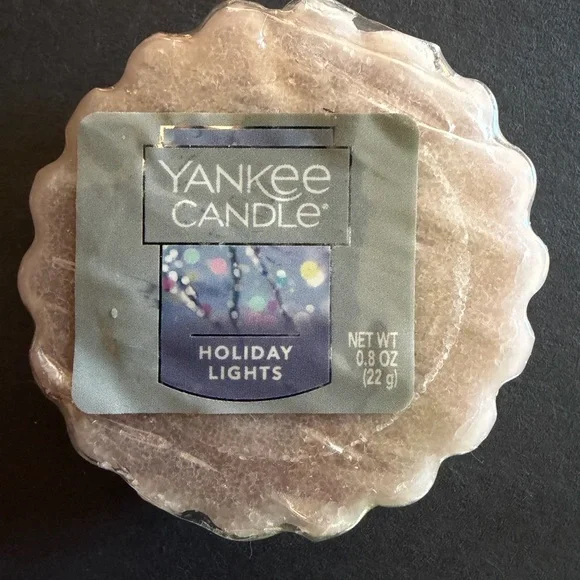 YANKEE
CANDLE®
HOLIDAY
LIGHTS
NET WT
0.8 OZ
(22 g)